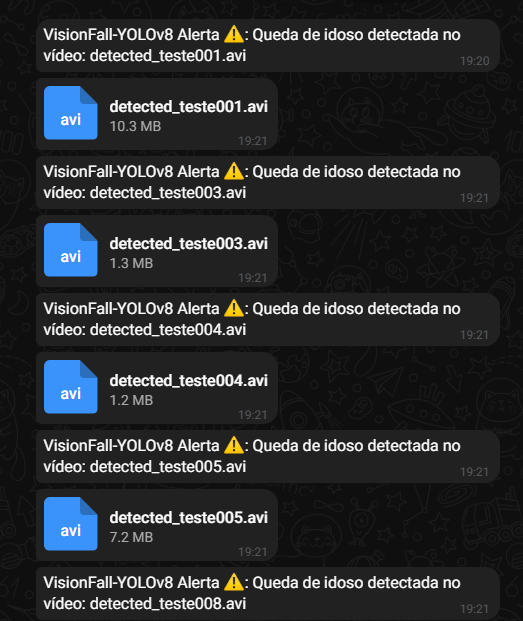 VisionFall-YOLOv8 Alerta ⚠️: Queda de idoso detectada no
vídeo: detected_teste001.avi
19:20
avi
detected_teste001.avi
10.3 MB
19:21
VisionFall-YOLOv8 Alerta ⚠️: Queda de idoso detectada no
vídeo: detected_teste003.avi
19:21
avi
detected_teste003.avi
1.3 MB
19:21
VisionFall-YOLOv8 Alerta ⚠️: Queda de idoso detectada no
vídeo: detected_teste004.avi
19:21
avi
detected_teste004.avi
1.2 MB
19:21
VisionFall-YOLOv8 Alerta ⚠️: Queda de idoso detectada no
vídeo: detected_teste005.avi
19:21
avi
detected_teste005.avi
7.2 MB
19:21
VisionFall-YOLOv8 Alerta ⚠️: Queda de idoso detectada no
vídeo: detected_teste008.avi
19:21